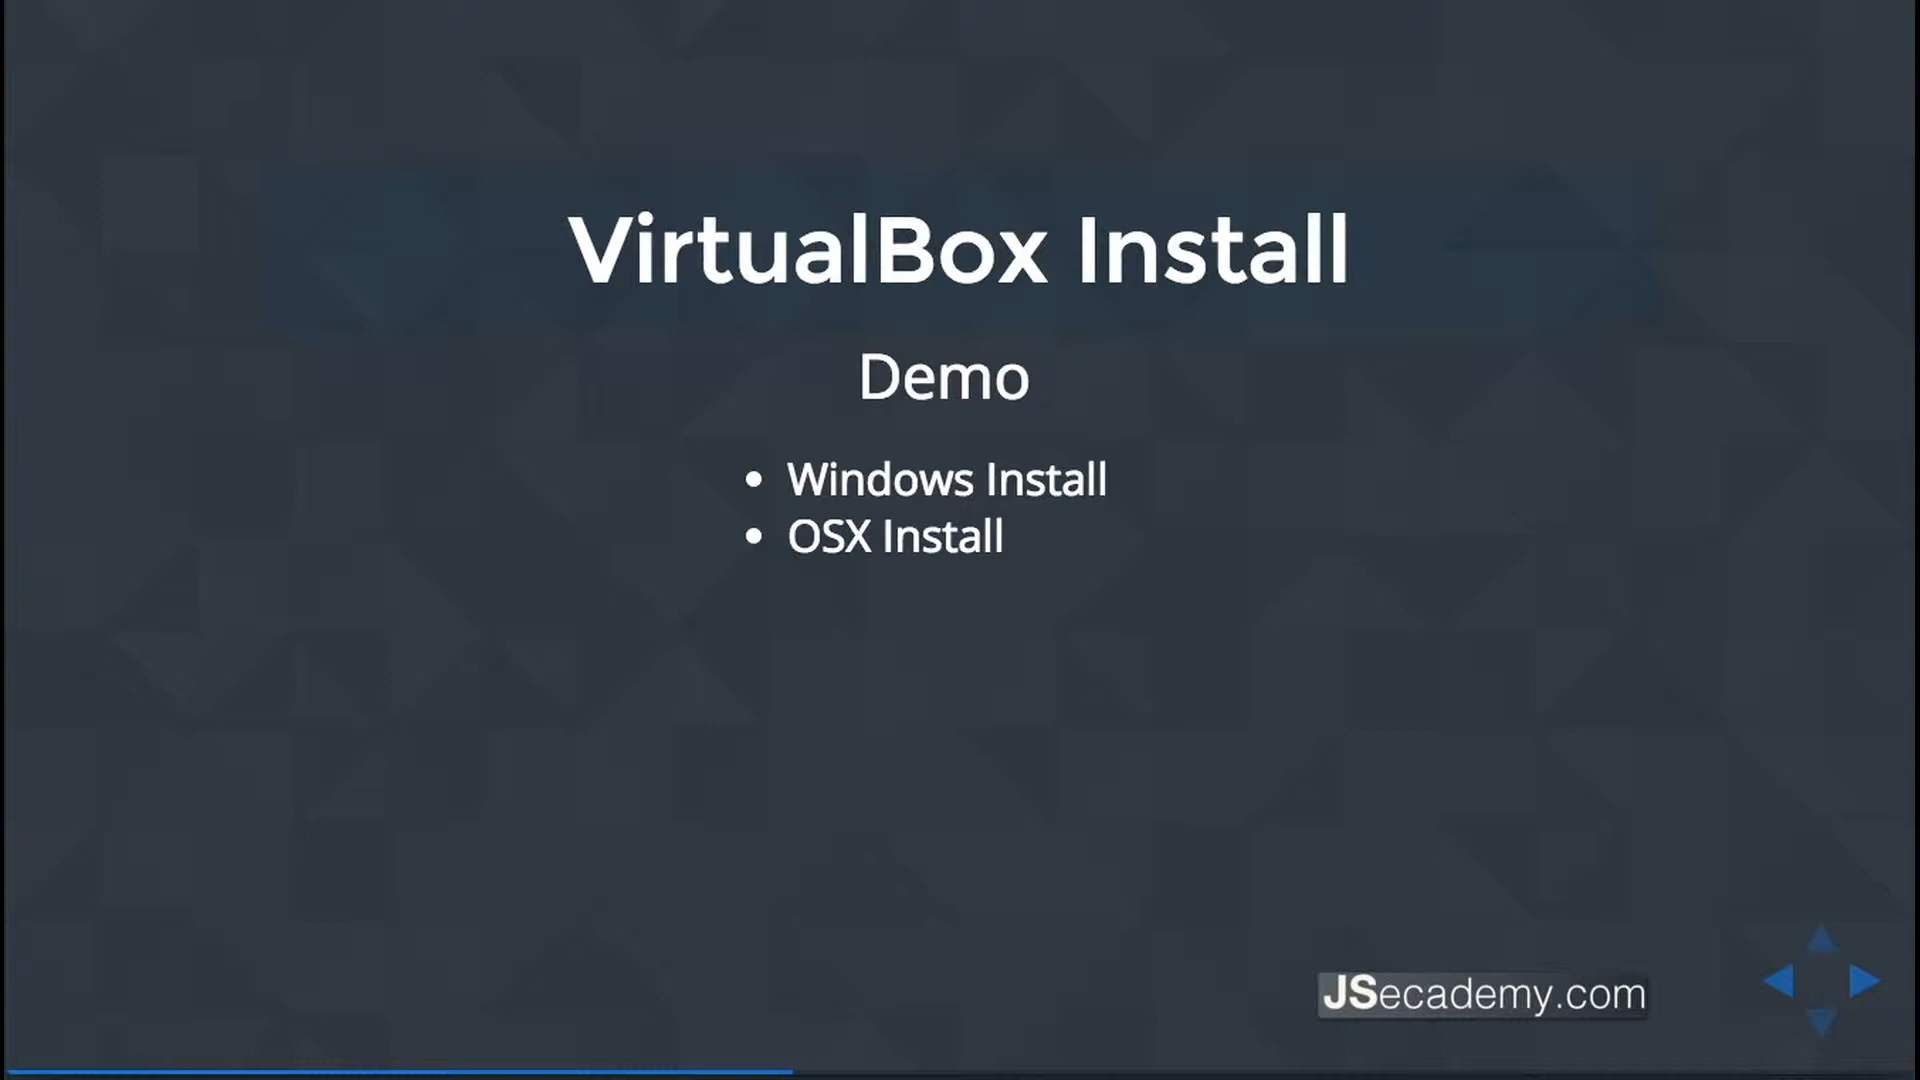 VirtualBox Install
Demo
• Windows Install
• OSX Install
JSecademy.com